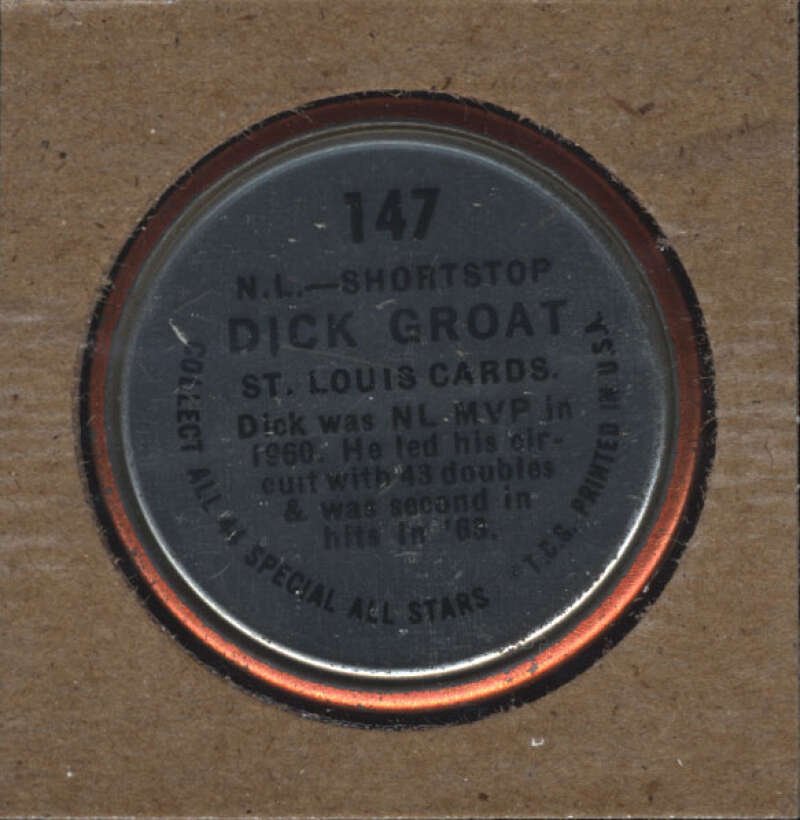 147
N.L.—SHORTSTOP
DICK GROAT
ST. LOUIS CARDS.
Dick was NL MVP in
1960. He led his cir-
cuit with 43 doubles
& was second in
hits in '63.
COLLECT ALL 44 SPECIAL ALL STARS
T.C.G. PRINTED IN USA